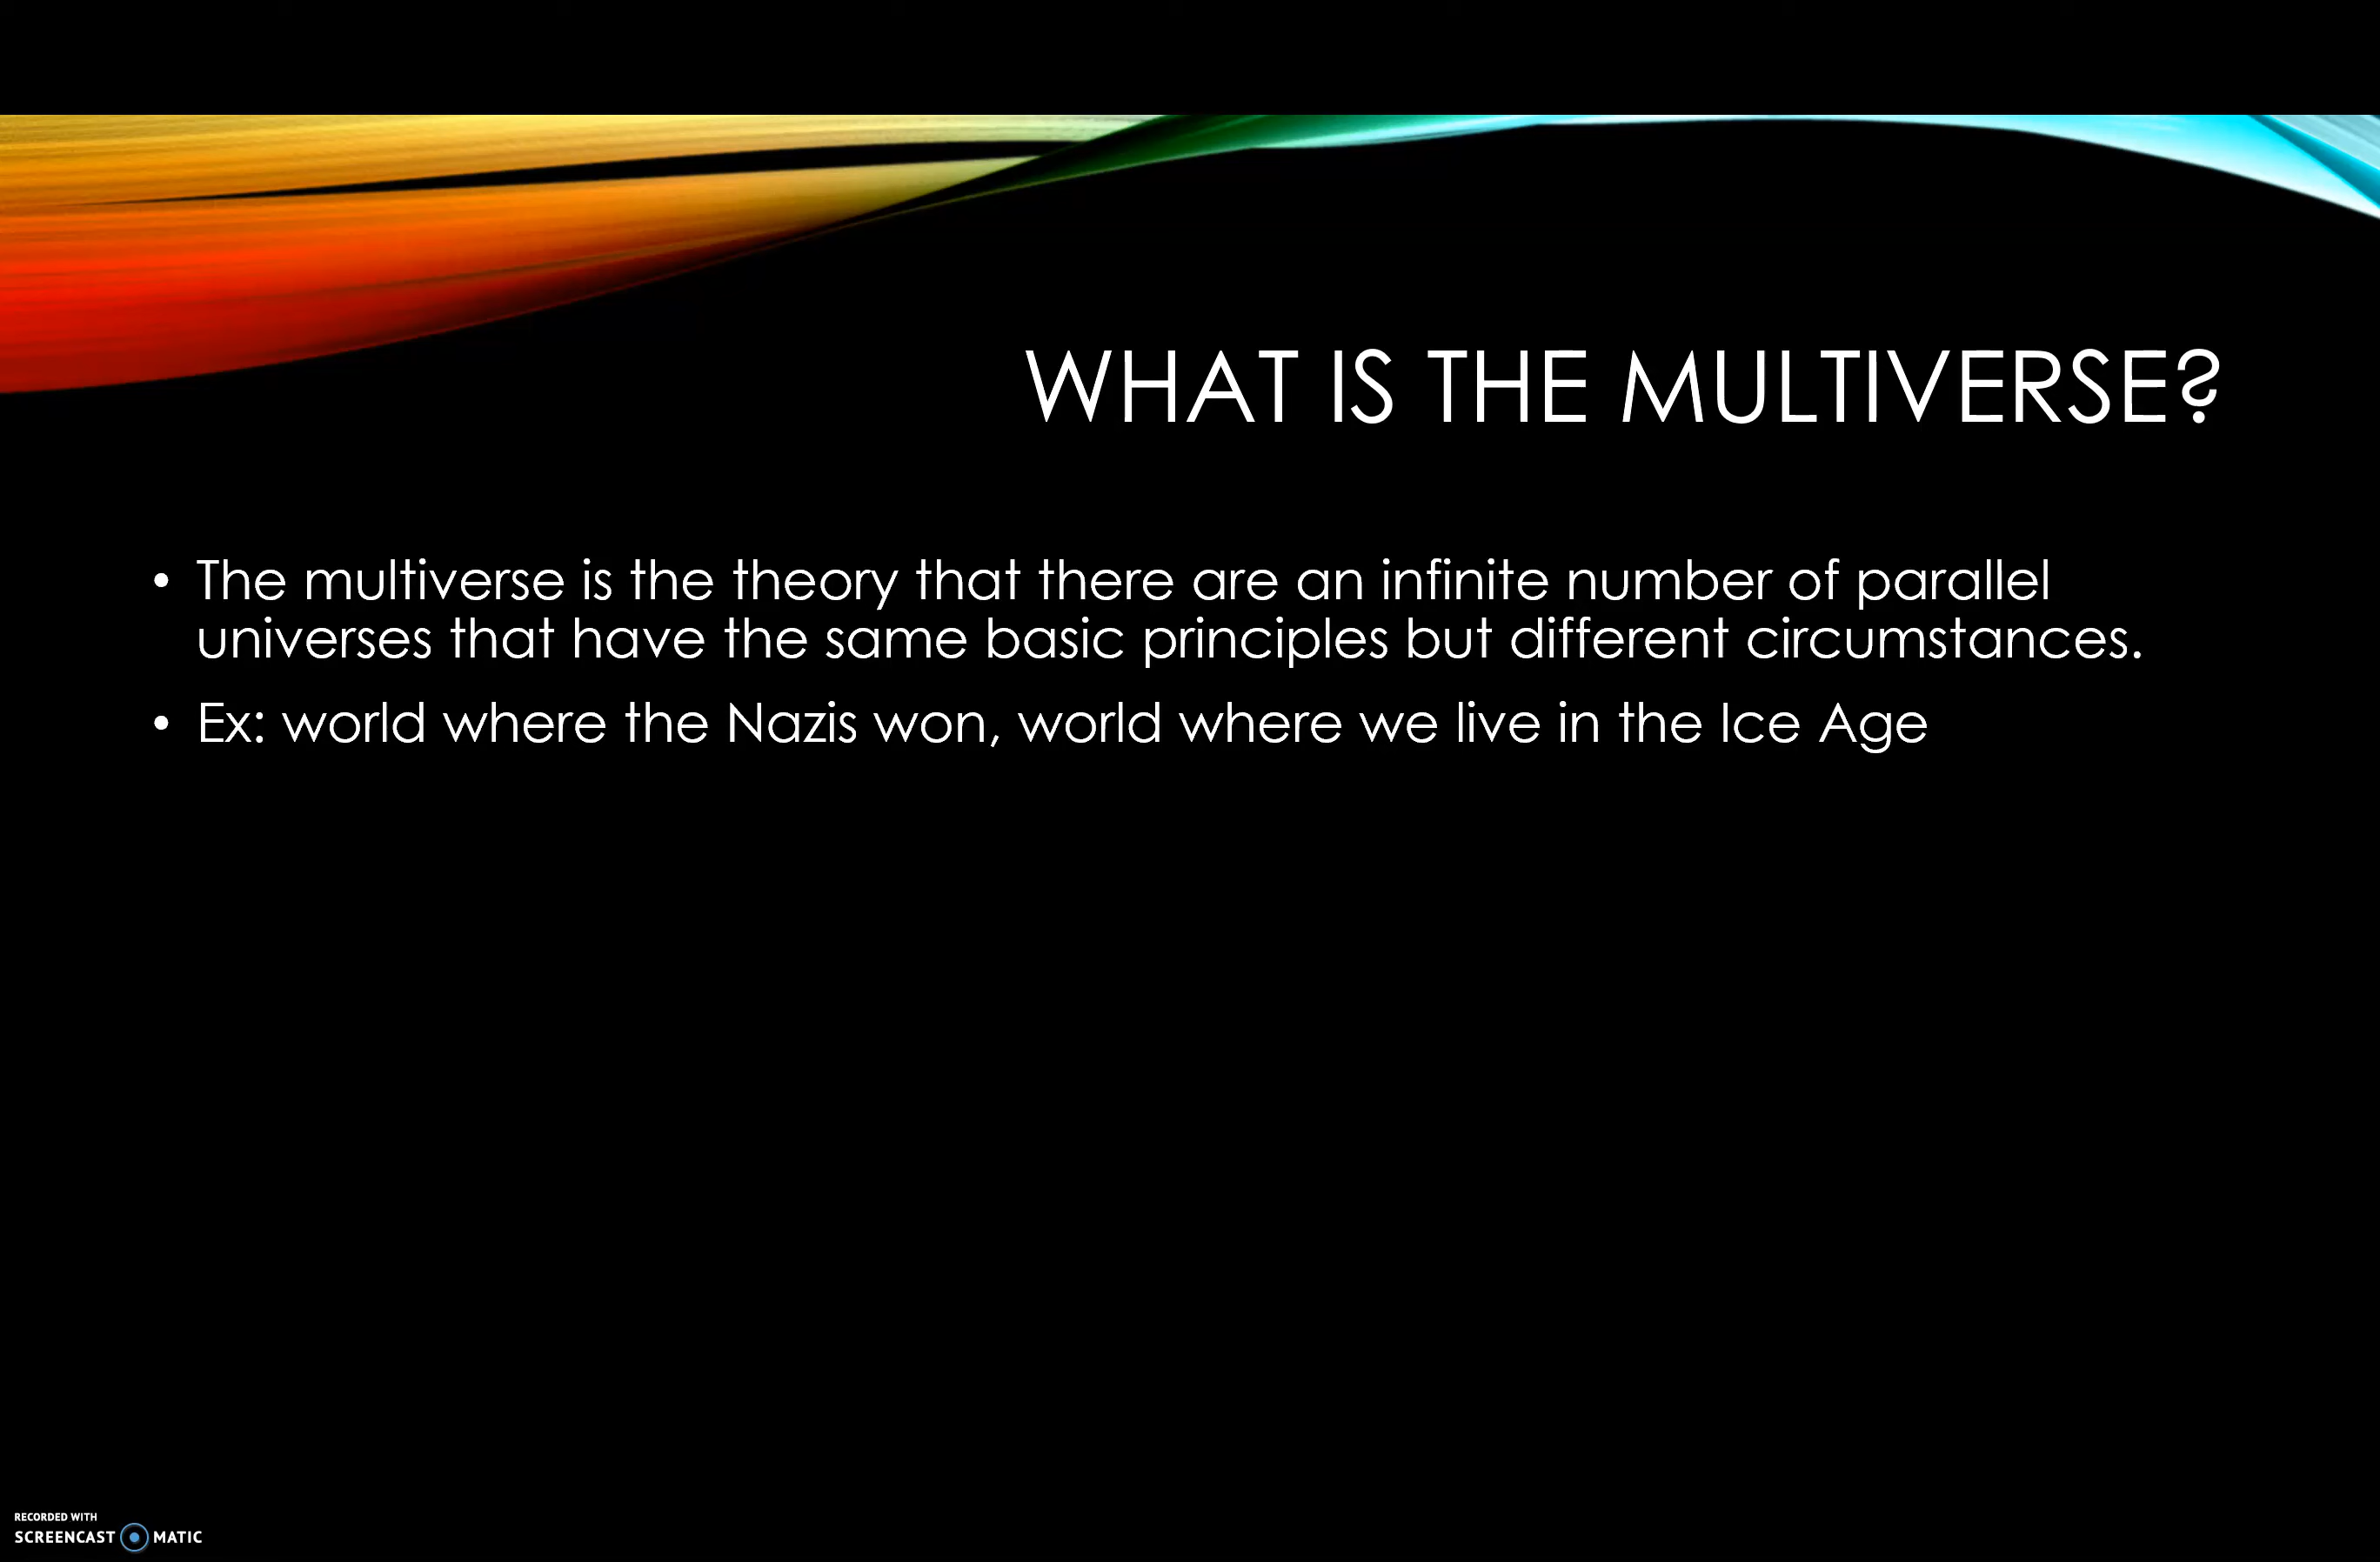 WHAT IS THE MULTIVERSE?
• The multiverse is the theory that there are an infinite number of parallel
universes that have the same basic principles but different circumstances.
• Ex: world where the Nazis won, world where we live in the Ice Age
RECORDED WITH
SCREENCAST MATIC